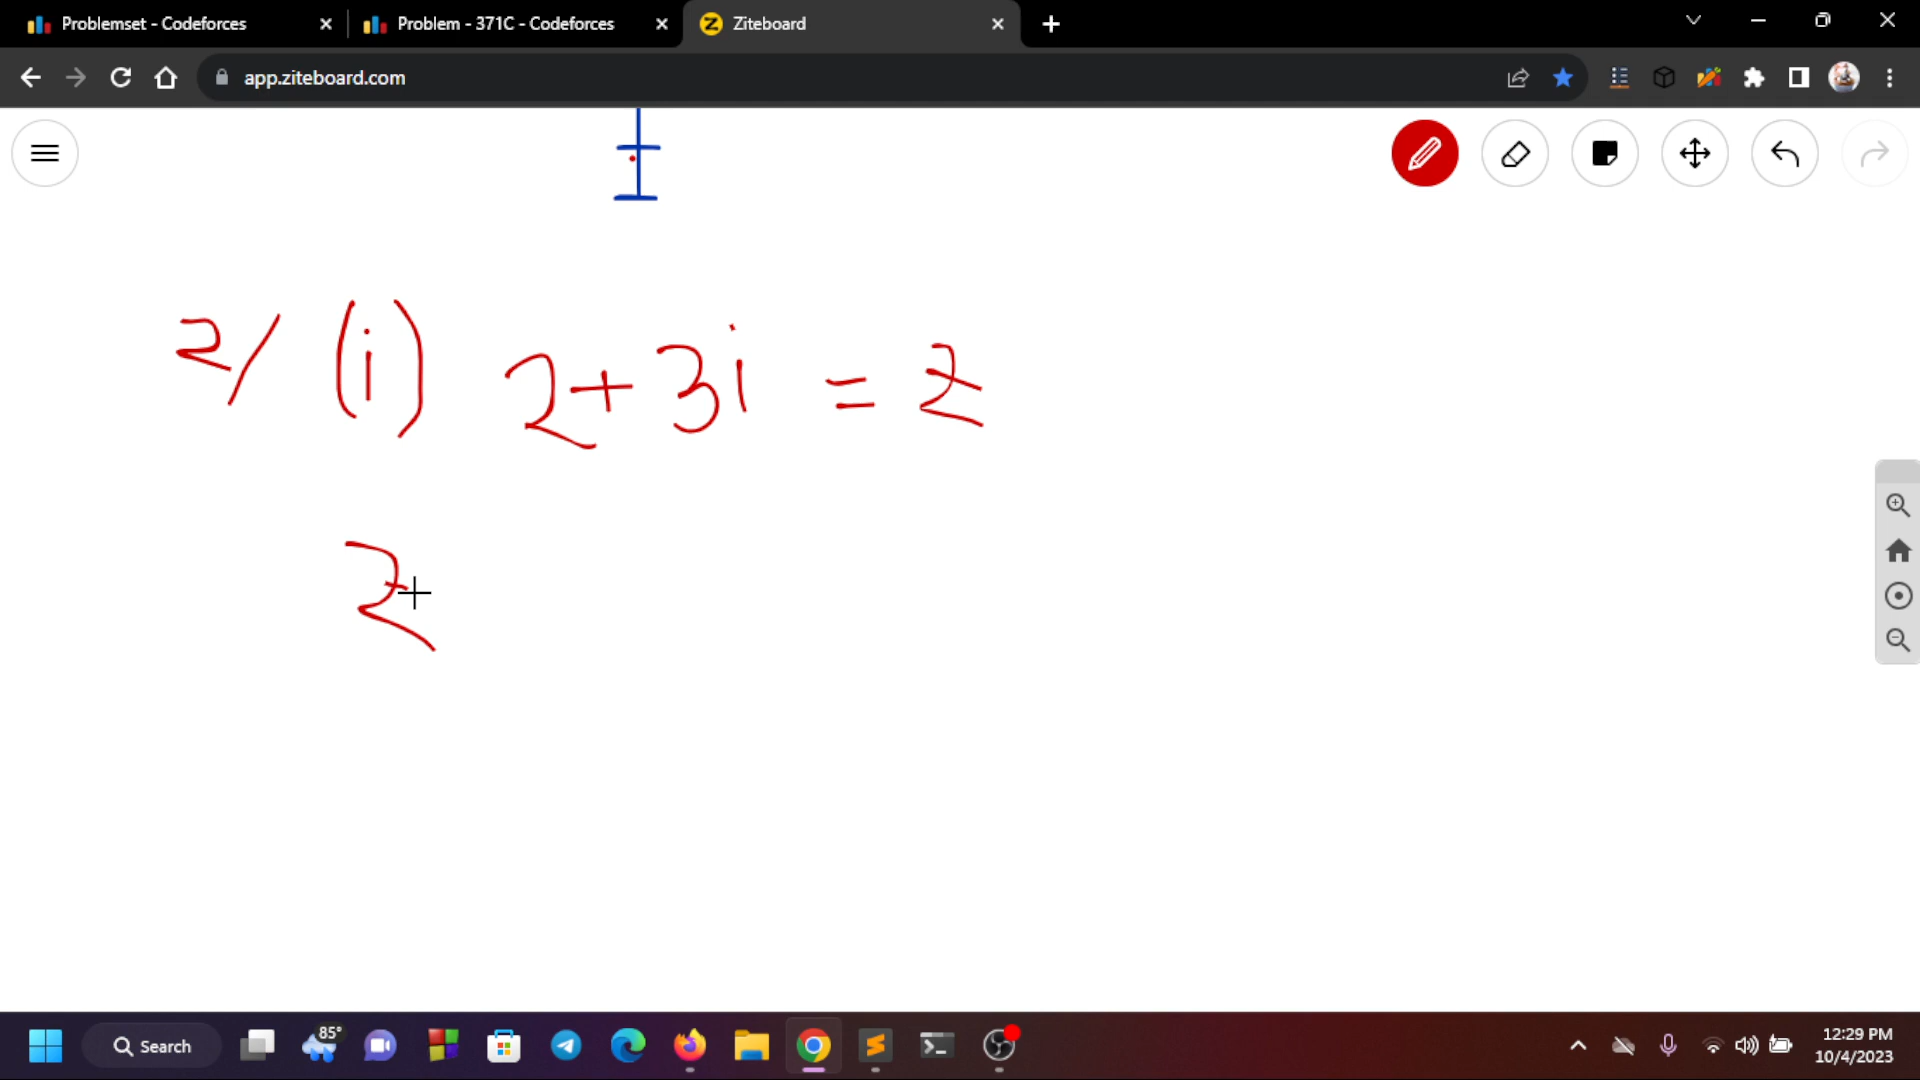 Problemset - Codeforces
Problem - 371C - Codeforces
Ziteboard
app.ziteboard.com
2/ (i) 2+3i = z
z
Search
85°
12:29 PM
10/4/2023